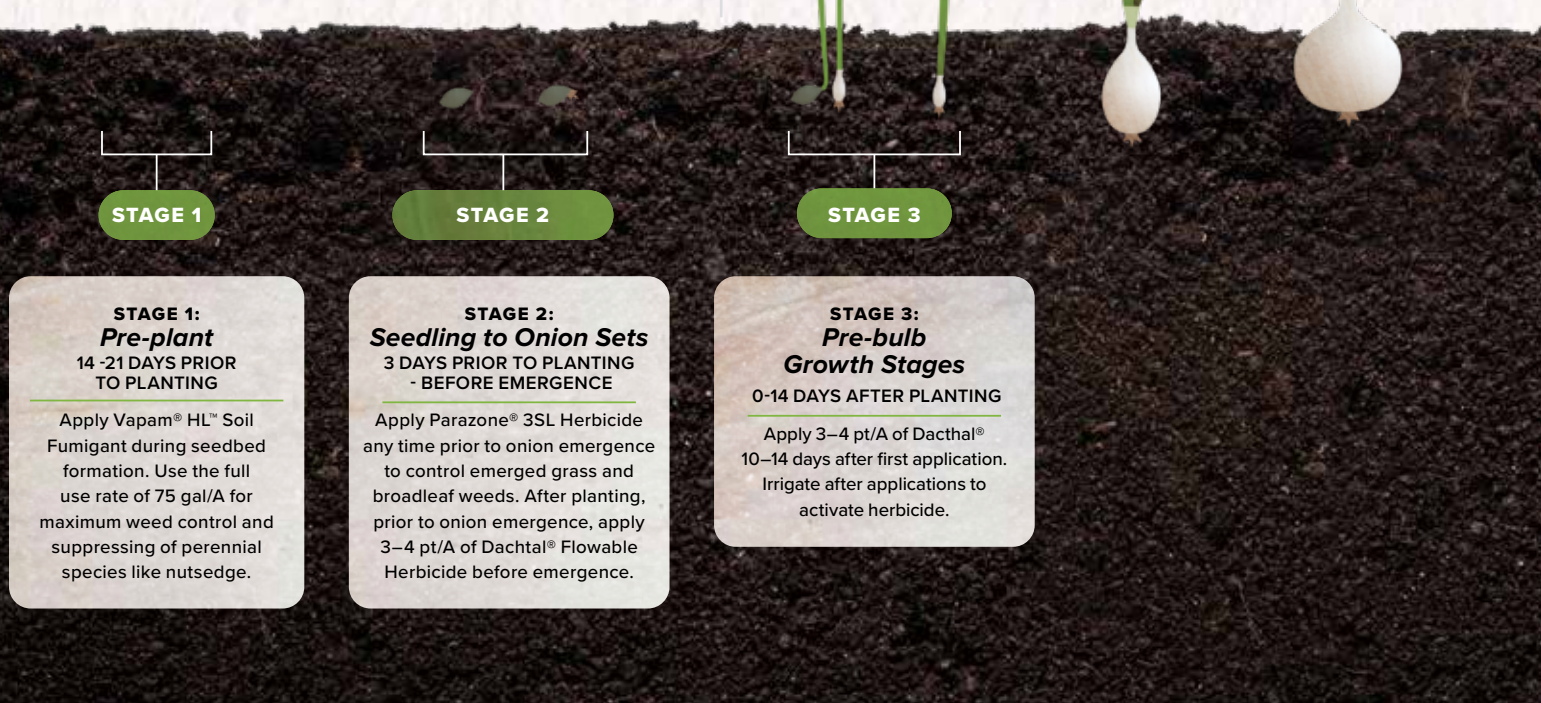 STAGE 1
STAGE 2
STAGE 3
STAGE 1:
Pre-plant
14 -21 DAYS PRIOR
TO PLANTING
Apply Vapam® HL™ Soil
Fumigant during seedbed
formation. Use the full
use rate of 75 gal/A for
maximum weed control and
suppressing of perennial
species like nutsedge.
STAGE 2:
Seedling to Onion Sets
3 DAYS PRIOR TO PLANTING
- BEFORE EMERGENCE
Apply Parazone® 3SL Herbicide
any time prior to onion emergence
to control emerged grass and
broadleaf weeds. After planting,
prior to onion emergence, apply
3–4 pt/A of Dachtal® Flowable
Herbicide before emergence.
STAGE 3:
Pre-bulb
Growth Stages
0-14 DAYS AFTER PLANTING
Apply 3–4 pt/A of Dacthal®
10–14 days after first application.
Irrigate after applications to
activate herbicide.